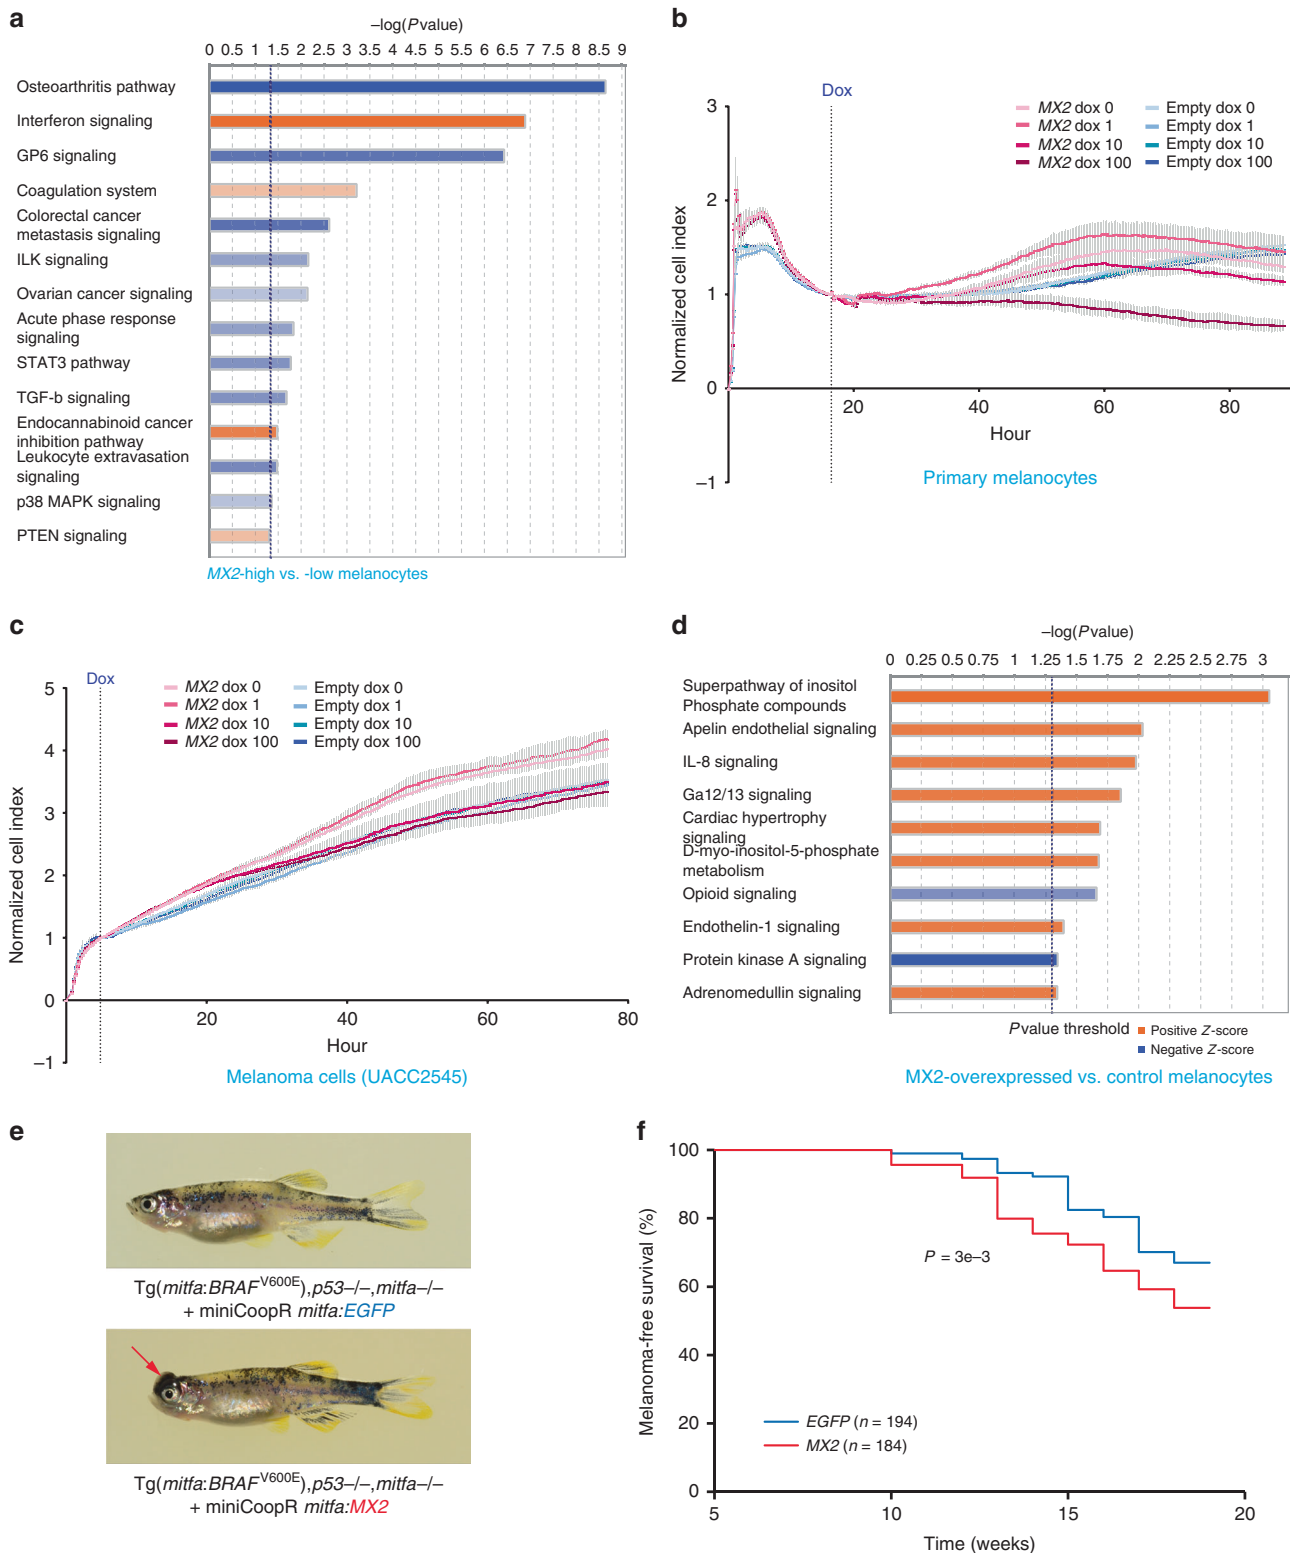 a
–log(Pvalue)
0 0.5 1 1.5 2 2.5 3 3.5 4 4.5 5 5.5 6 6.5 7 7.5 8 8.5 9
Osteoarthritis pathway
Interferon signaling
GP6 signaling
Coagulation system
Colorectal cancer
metastasis signaling
ILK signaling
Ovarian cancer signaling
Acute phase response
signaling
STAT3 pathway
TGF-b signaling
Endocannabinoid cancer
inhibition pathway
Leukocyte extravasation
signaling
p38 MAPK signaling
PTEN signaling
MX2-high vs. -low melanocytes
b
Dox
MX2 dox 0
MX2 dox 1
MX2 dox 10
MX2 dox 100
Empty dox 0
Empty dox 1
Empty dox 10
Empty dox 100
Normalized cell index
3
2
1
0
–1
20 40 60 80
Hour
Primary melanocytes
c
Dox
MX2 dox 0
MX2 dox 1
MX2 dox 10
MX2 dox 100
Empty dox 0
Empty dox 1
Empty dox 10
Empty dox 100
Normalized cell index
5
4
3
2
1
0
–1
20 40 60 80
Hour
Melanoma cells (UACC2545)
d
–log(Pvalue)
0 0.25 0.5 0.75 1 1.25 1.5 1.75 2 2.25 2.5 2.75 3
Superpathway of inositol
Phosphate compounds
Apelin endothelial signaling
IL-8 signaling
Ga12/13 signaling
Cardiac hypertrophy
signaling
D-myo-inositol-5-phosphate
metabolism
Opioid signaling
Endothelin-1 signaling
Protein kinase A signaling
Adrenomedullin signaling
Pvalue threshold
Positive Z-score
Negative Z-score
MX2-overexpressed vs. control melanocytes
e
Tg(mitfa:BRAFV600E),p53–/–,mitfa–/–
+ miniCoopR mitfa:EGFP
Tg(mitfa:BRAFV600E),p53–/–,mitfa–/–
+ miniCoopR mitfa:MX2
f
Melanoma-free survival (%)
100
80
60
40
20
0
P = 3e–3
EGFP (n = 194)
MX2 (n = 184)
5 10 15 20
Time (weeks)